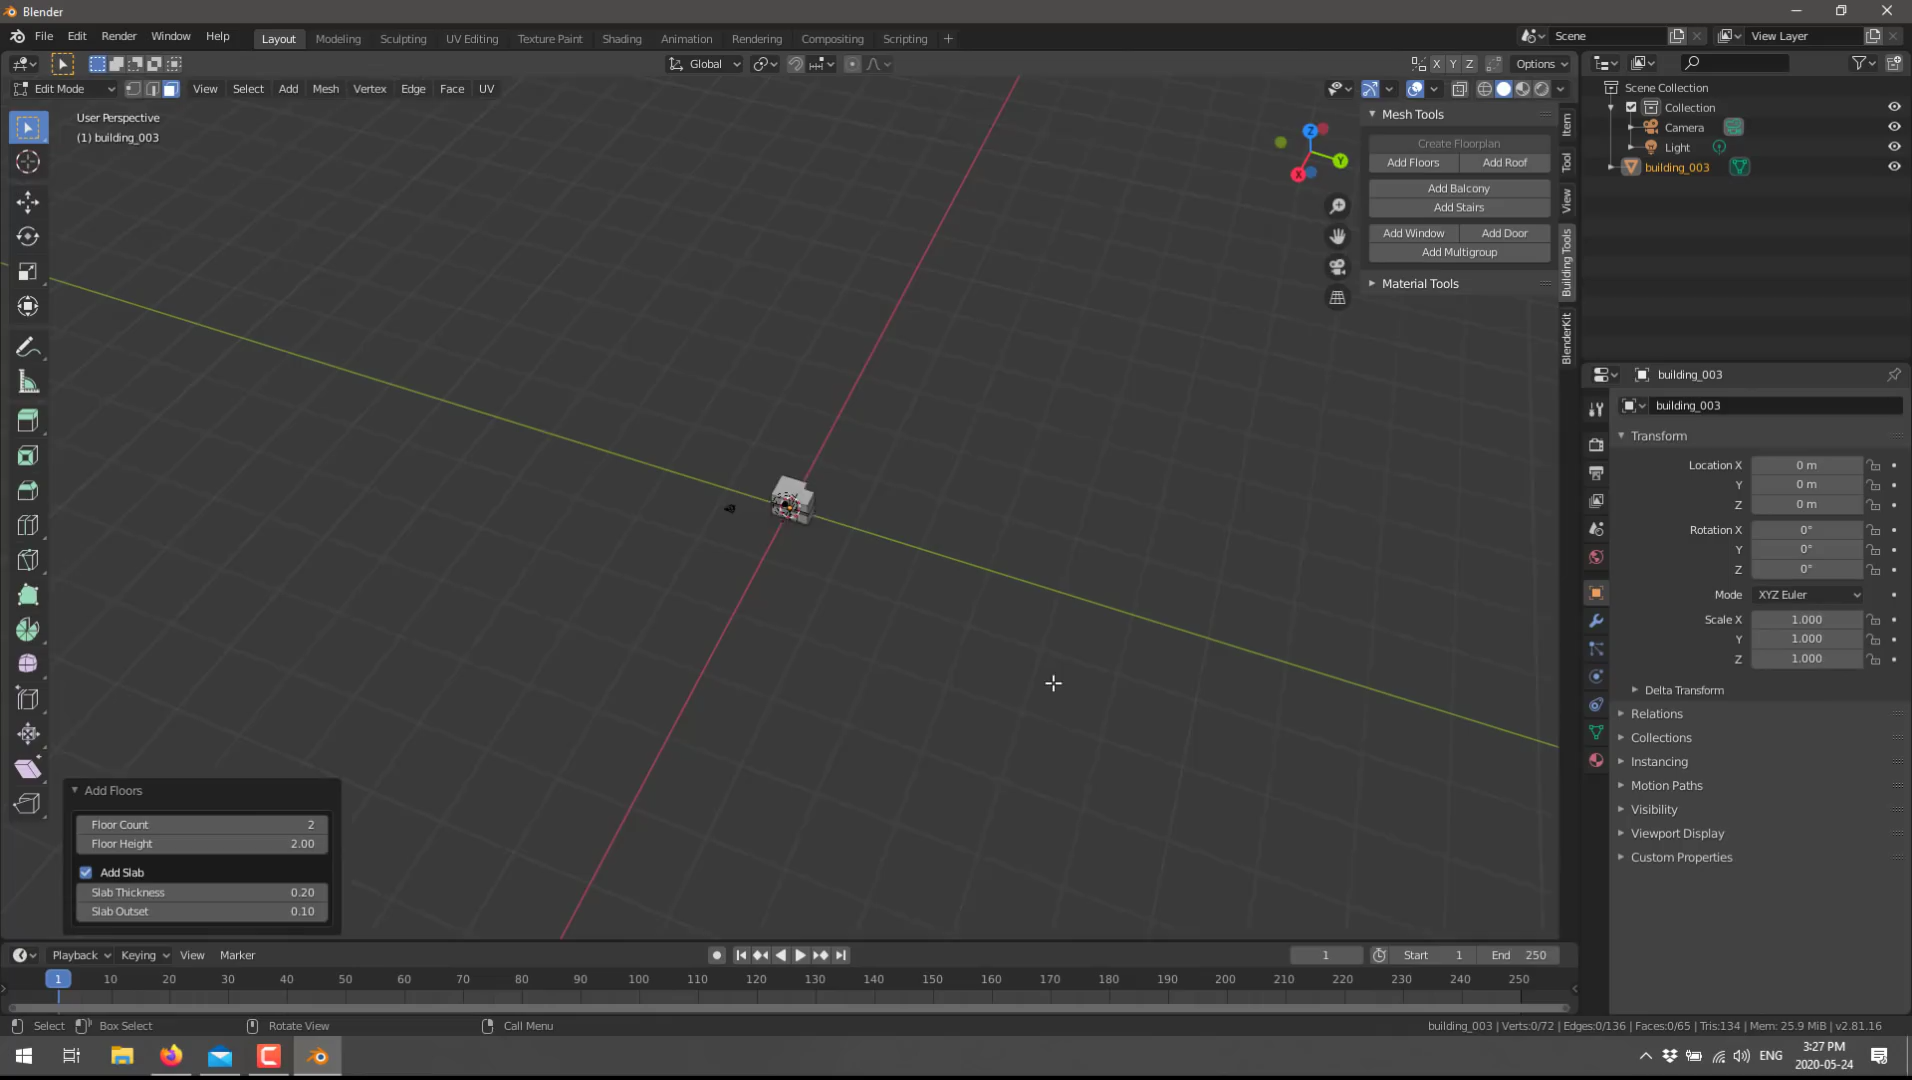 Blender
File Edit Render Window Help
Layout Modeling Sculpting UV Editing Texture Paint Shading Animation Rendering Compositing Scripting +
Scene
View Layer
Global
X Y Z
Options
Edit Mode
View Select Add Mesh Vertex Edge Face UV
User Perspective
(1) building_003
Z
Y
X
Mesh Tools
Create Floorplan
Add Floors
Add Roof
Add Balcony
Add Stairs
Add Window
Add Door
Add Multigroup
Material Tools
Item
Tool
View
Building Tools
BlenderKit
Scene Collection
Collection
Camera
Light
building_003
building_003
building_003
Transform
Location X 0 m
Y 0 m
Z 0 m
Rotation X 0°
Y 0°
Z 0°
Mode XYZ Euler
Scale X 1.000
Y 1.000
Z 1.000
Delta Transform
Relations
Collections
Instancing
Motion Paths
Visibility
Viewport Display
Custom Properties
Add Floors
Floor Count 2
Floor Height 2.00
Add Slab
Slab Thickness 0.20
Slab Outset 0.10
Playback Keying View Marker
1
Start 1
End 250
1 10 20 30 40 50 60 70 80 90 100 110 120 130 140 150 160 170 180 190 200 210 220 230 240 250
Select
Box Select
Rotate View
Call Menu
building_003 | Verts:0/72 | Edges:0/136 | Faces:0/65 | Tris:134 | Mem: 25.9 MiB | v2.81.16
ENG
3:27 PM
2020-05-24